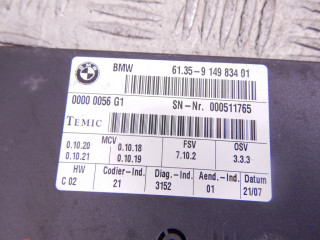 BMW 61.35-9 149 834 01
0000 0056 G1 SN-Nr. 000511765
TEMIC
0.10.20 MCV 0.10.18 FSV OSV
0.10.21 0.10.19 7.10.2 3.3.3
HW Codier-Ind. Diag.-Ind. Aend.-Ind. Datum
C 02 21 3152 01 21/07